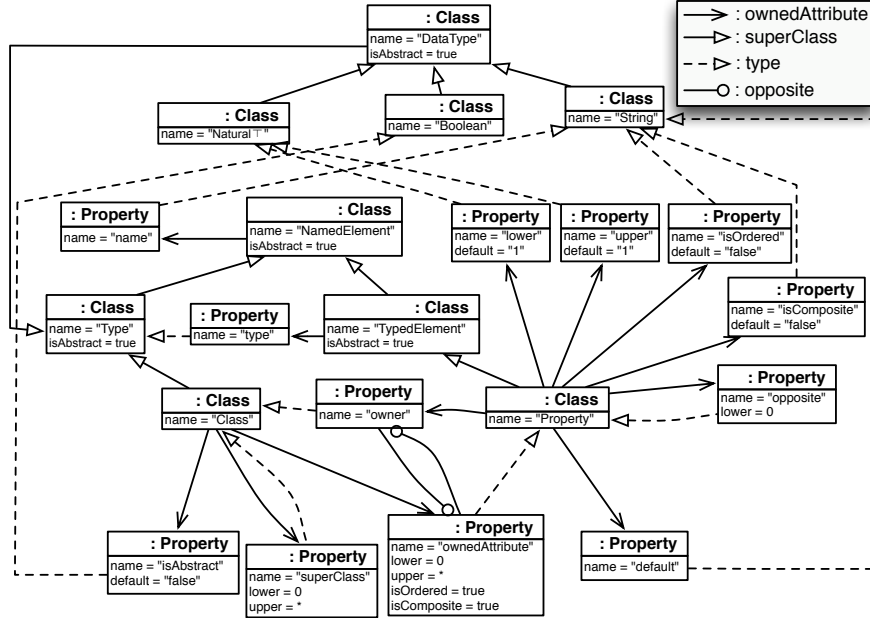 : Class
name = "DataType"
isAbstract = true
: ownedAttribute
: superClass
: type
: opposite
: Class
name = "Natural⊤"
: Class
name = "Boolean"
: Class
name = "String"
: Property
name = "name"
: Class
name = "NamedElement"
isAbstract = true
: Property
name = "lower"
default = "1"
: Property
name = "upper"
default = "1"
: Property
name = "isOrdered"
default = "false"
: Property
name = "isComposite"
default = "false"
: Class
name = "Type"
isAbstract = true
: Property
name = "type"
: Class
name = "TypedElement"
isAbstract = true
: Class
name = "Class"
: Property
name = "owner"
: Class
name = "Property"
: Property
name = "opposite"
lower = 0
: Property
name = "isAbstract"
default = "false"
: Property
name = "superClass"
lower = 0
upper = *
: Property
name = "ownedAttribute"
lower = 0
upper = *
isOrdered = true
isComposite = true
: Property
name = "default"